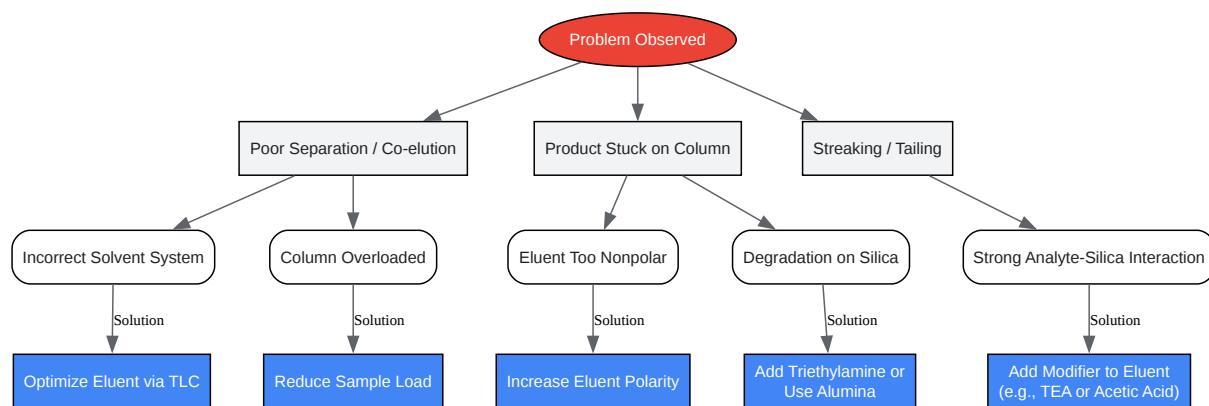 Problem Observed
Poor Separation / Co-elution
Product Stuck on Column
Streaking / Tailing
Incorrect Solvent System
Column Overloaded
Eluent Too Nonpolar
Degradation on Silica
Strong Analyte-Silica Interaction
Solution
Solution
Solution
Solution
Solution
Optimize Eluent via TLC
Reduce Sample Load
Increase Eluent Polarity
Add Triethylamine or
Use Alumina
Add Modifier to Eluent
(e.g., TEA or Acetic Acid)